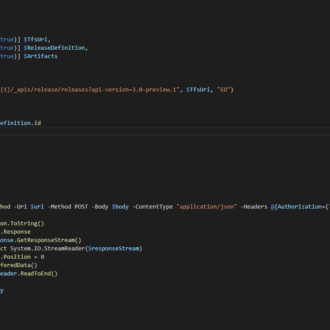 true)] $TfsUri,
true)] $ReleaseDefinition,
true)] $Artifacts
{1}/_apis/release/releases?api-version=3.0-preview.1", $TfsUri, "ED")
efinition.id
hod -Uri $url -Method POST -Body $body -ContentType "application/json" -Headers @{Authorization=("
on.ToString()
.Response
onse.GetResponseStream()
ct System.IO.StreamReader($responseStream)
.Position = 0
feredData()
eader.ReadToEnd()
y